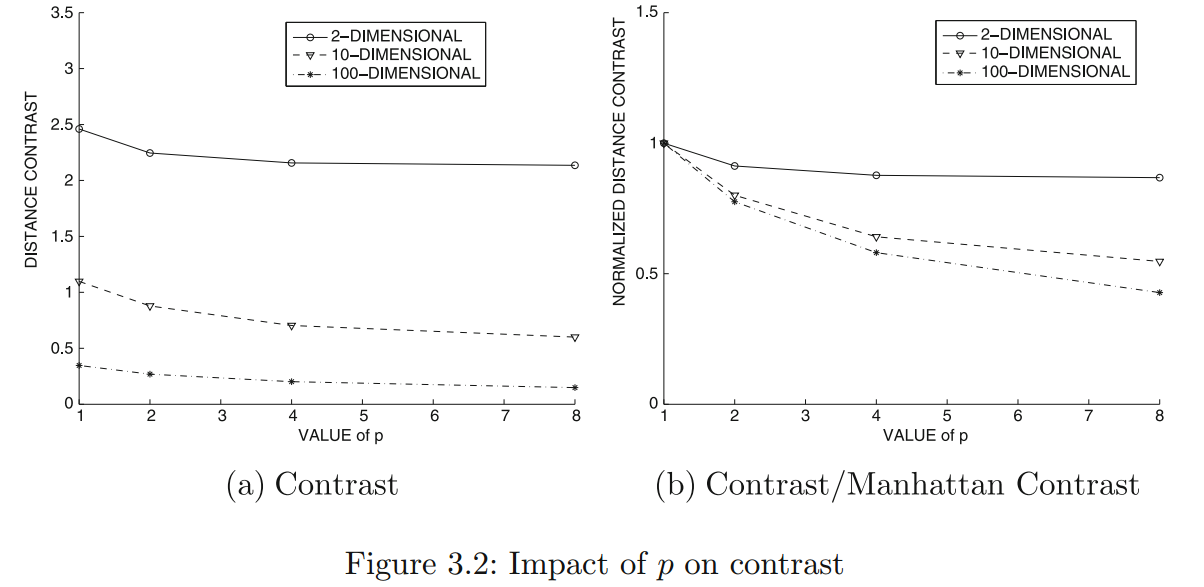 3.5
3
2.5
2
1.5
1
0.5
0
DISTANCE CONTRAST
2−DIMENSIONAL
10−DIMENSIONAL
100−DIMENSIONAL
1 2 3 4 5 6 7 8
VALUE of p
(a) Contrast
1.5
1
0.5
0
NORMALIZED DISTANCE CONTRAST
2−DIMENSIONAL
10−DIMENSIONAL
100−DIMENSIONAL
1 2 3 4 5 6 7 8
VALUE of p
(b) Contrast/Manhattan Contrast
Figure 3.2: Impact of p on contrast